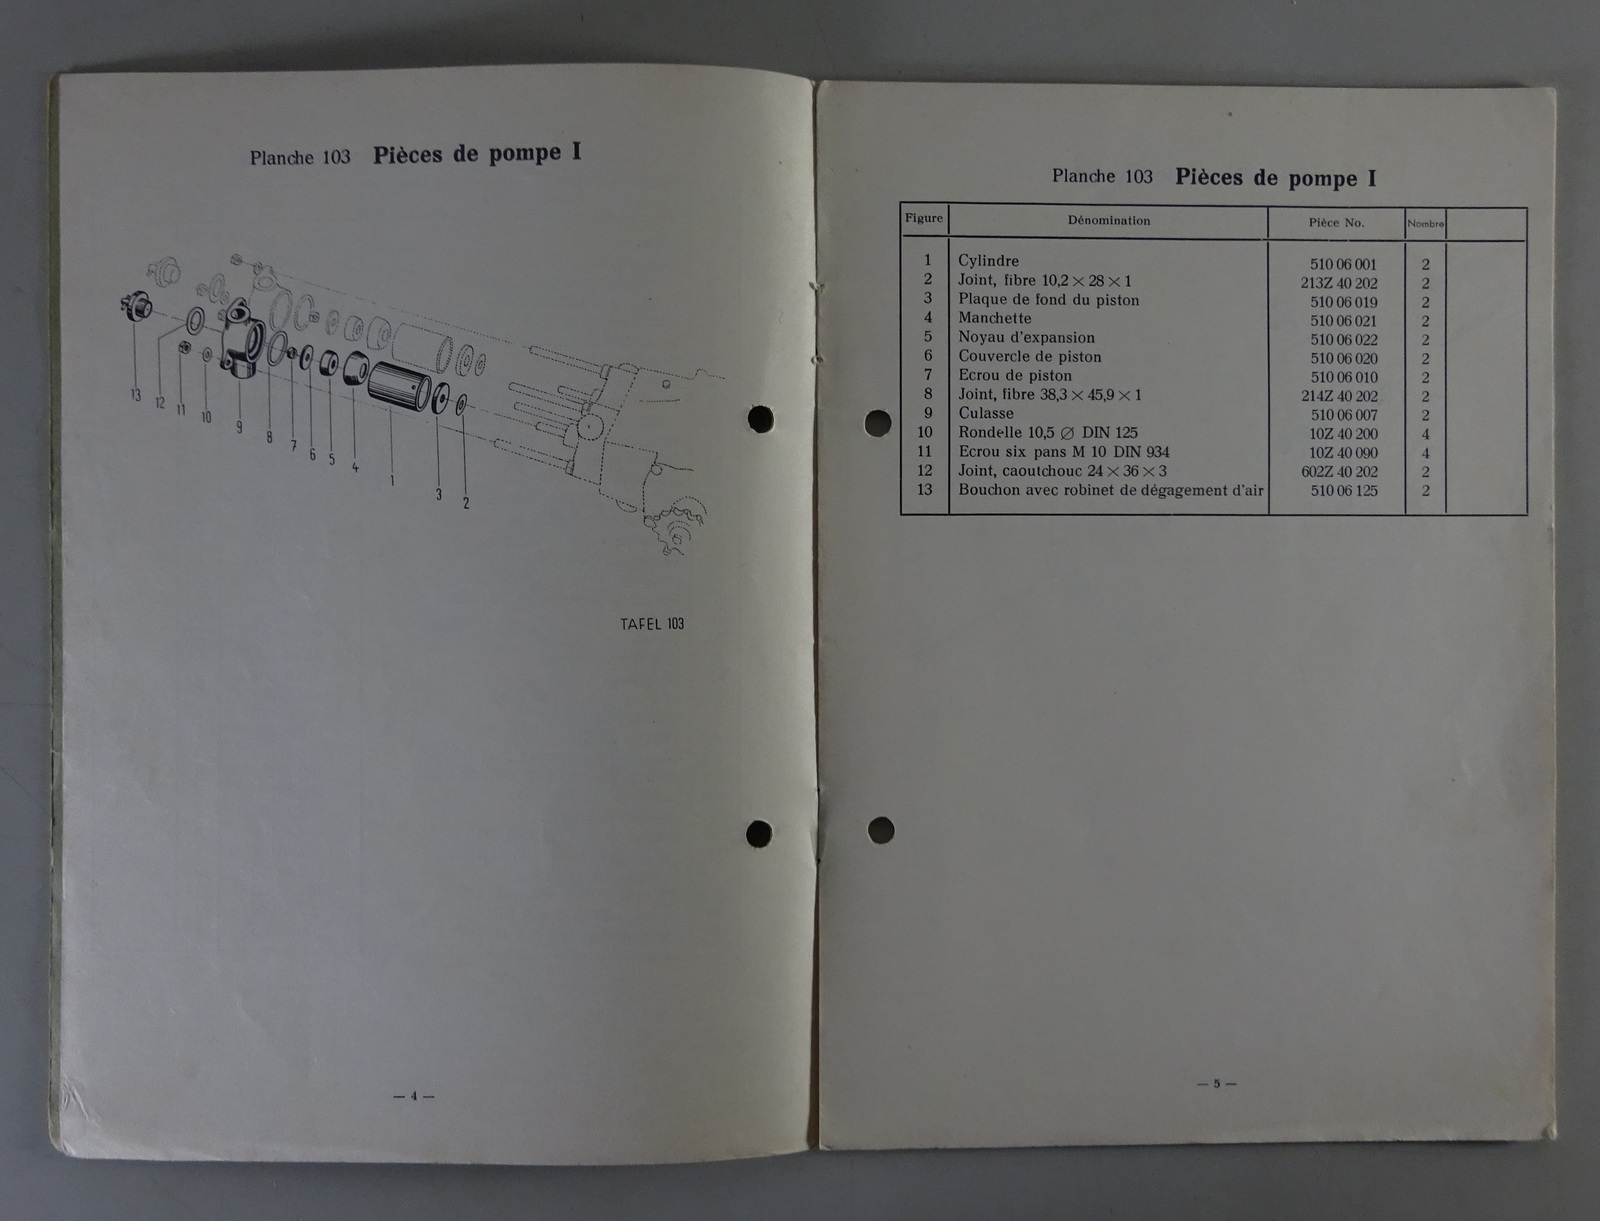 Planche 103 Pièces de pompe I
13 12 11 10 9 8 7 6 5 4 1 3 2
TAFEL 103
— 4 —
Planche 103 Pièces de pompe I
Figure Dénomination Pièce No. Nombre
1 Cylindre 510 06 001 2
2 Joint, fibre 10,2 × 28 × 1 213Z 40 202 2
3 Plaque de fond du piston 510 06 019 2
4 Manchette 510 06 021 2
5 Noyau d'expansion 510 06 022 2
6 Couvercle de piston 510 06 020 2
7 Ecrou de piston 510 06 010 2
8 Joint, fibre 38,3 × 45,9 × 1 214Z 40 202 2
9 Culasse 510 06 007 2
10 Rondelle 10,5 ∅ DIN 125 10Z 40 200 4
11 Ecrou six pans M 10 DIN 934 10Z 40 090 4
12 Joint, caoutchouc 24 × 36 × 3 602Z 40 202 2
13 Bouchon avec robinet de dégagement d'air 510 06 125 2
— 5 —